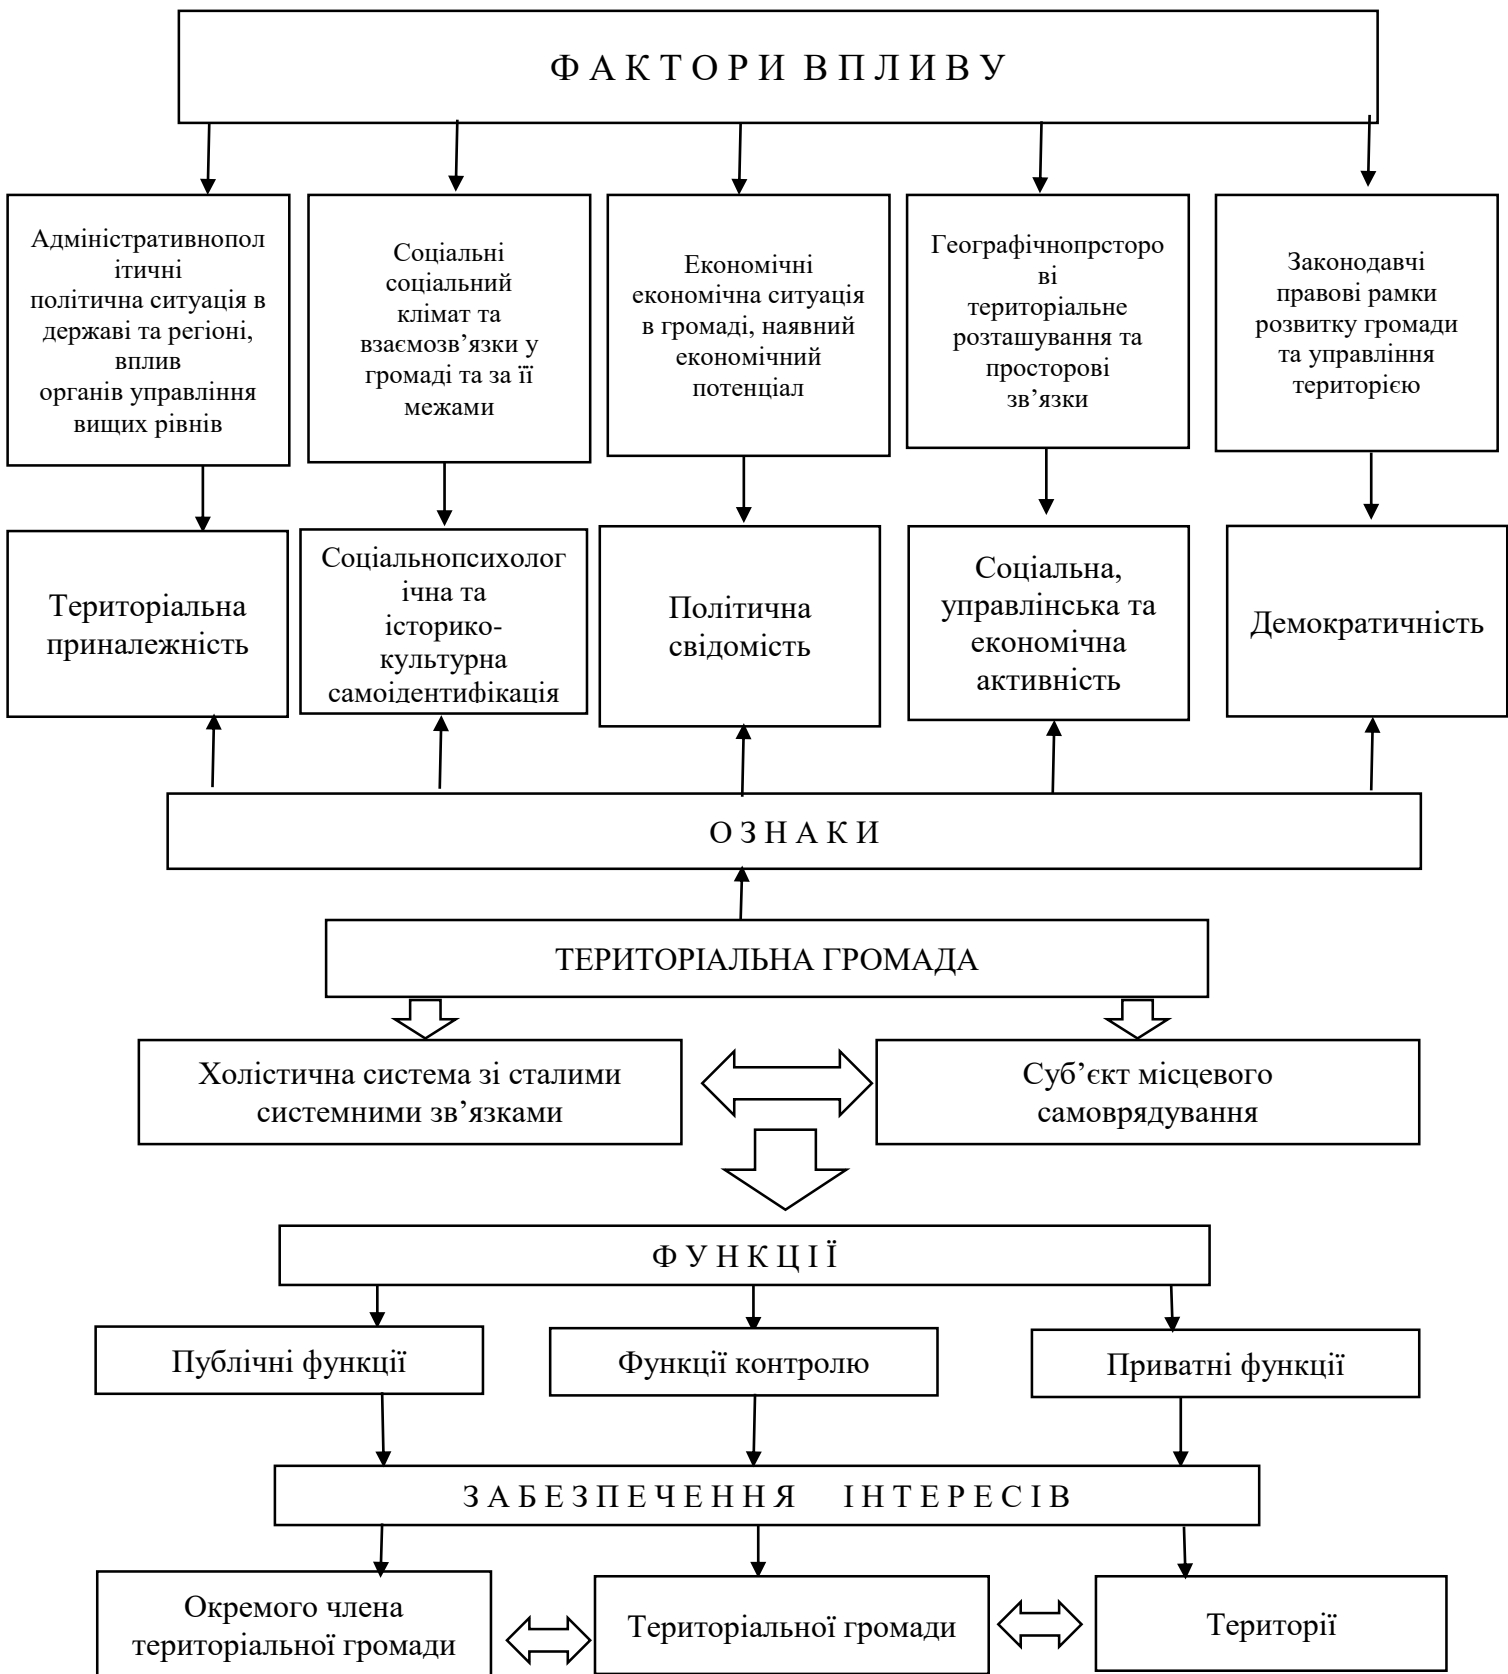 Ф А К Т О Р И  В П Л И В У
Адміністративнопол
ітичні
політична ситуація в
державі та регіоні,
вплив
органів управління
вищих рівнів
Соціальні
соціальний
клімат та
взаємозв’язки у
громаді та за її
межами
Економічні
економічна ситуація
в громаді, наявний
економічний
потенціал
Географічнопрсторо
ві
територіальне
розташування та
просторові
зв’язки
Законодавчі
правові рамки
розвитку громади
та управління
територією
Територіальна
приналежність
Соціальнопсихолог
ічна та
історико-
культурна
самоідентифікація
Політична
свідомість
Соціальна,
управлінська та
економічна
активність
Демократичність
О З Н А К И
ТЕРИТОРІАЛЬНА ГРОМАДА
Холістична система зі сталими
системними зв’язками
Суб’єкт місцевого
самоврядування
Ф У Н К Ц І Ї
Публічні функції
Функції контролю
Приватні функції
З А Б Е З П Е Ч Е Н Н Я   І Н Т Е Р Е С І В
Окремого члена
територіальної громади
Територіальної громади
Території